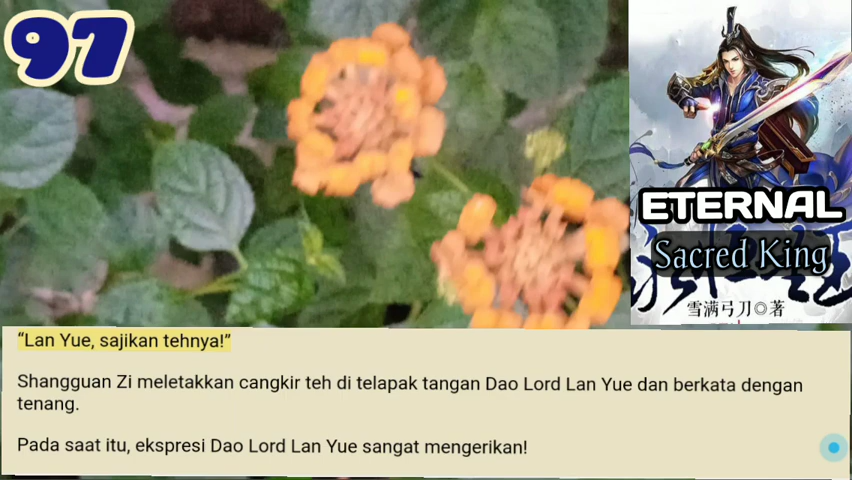 97
ETERNAL
Sacred King
雪满弓刀◎著
“Lan Yue, sajikan tehnya!”
Shangguan Zi meletakkan cangkir teh di telapak tangan Dao Lord Lan Yue dan berkata dengan
tenang.
Pada saat itu, ekspresi Dao Lord Lan Yue sangat mengerikan!